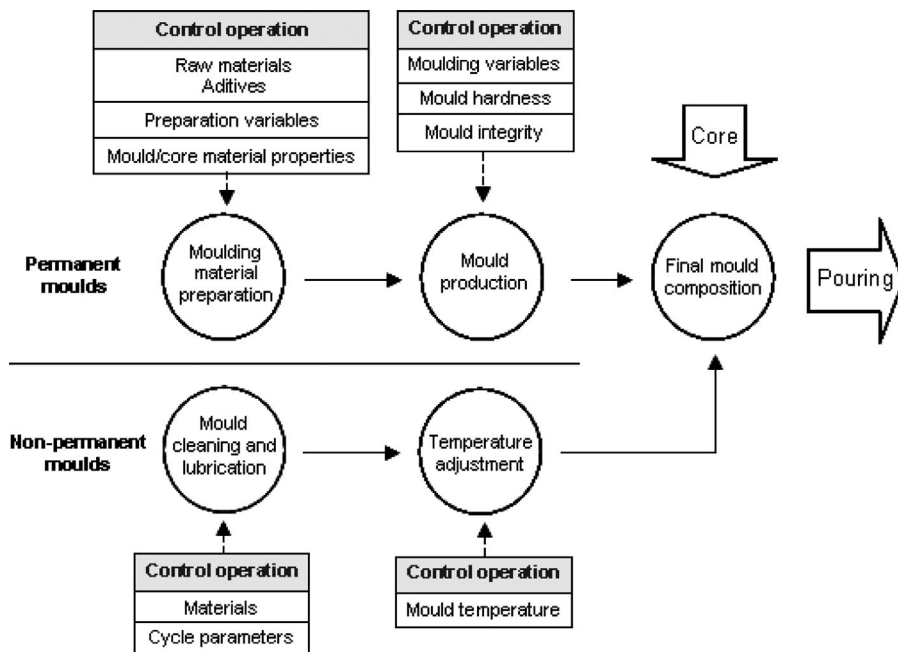 Control operation
Raw materials
Aditives
Preparation variables
Mould/core material properties
Control operation
Moulding variables
Mould hardness
Mould integrity
Core
Permanent
moulds
Moulding
material
preparation
Mould
production
Final mould
composition
Pouring
Non-permanent
moulds
Mould
cleaning and
lubrication
Temperature
adjustment
Control operation
Materials
Cycle parameters
Control operation
Mould temperature